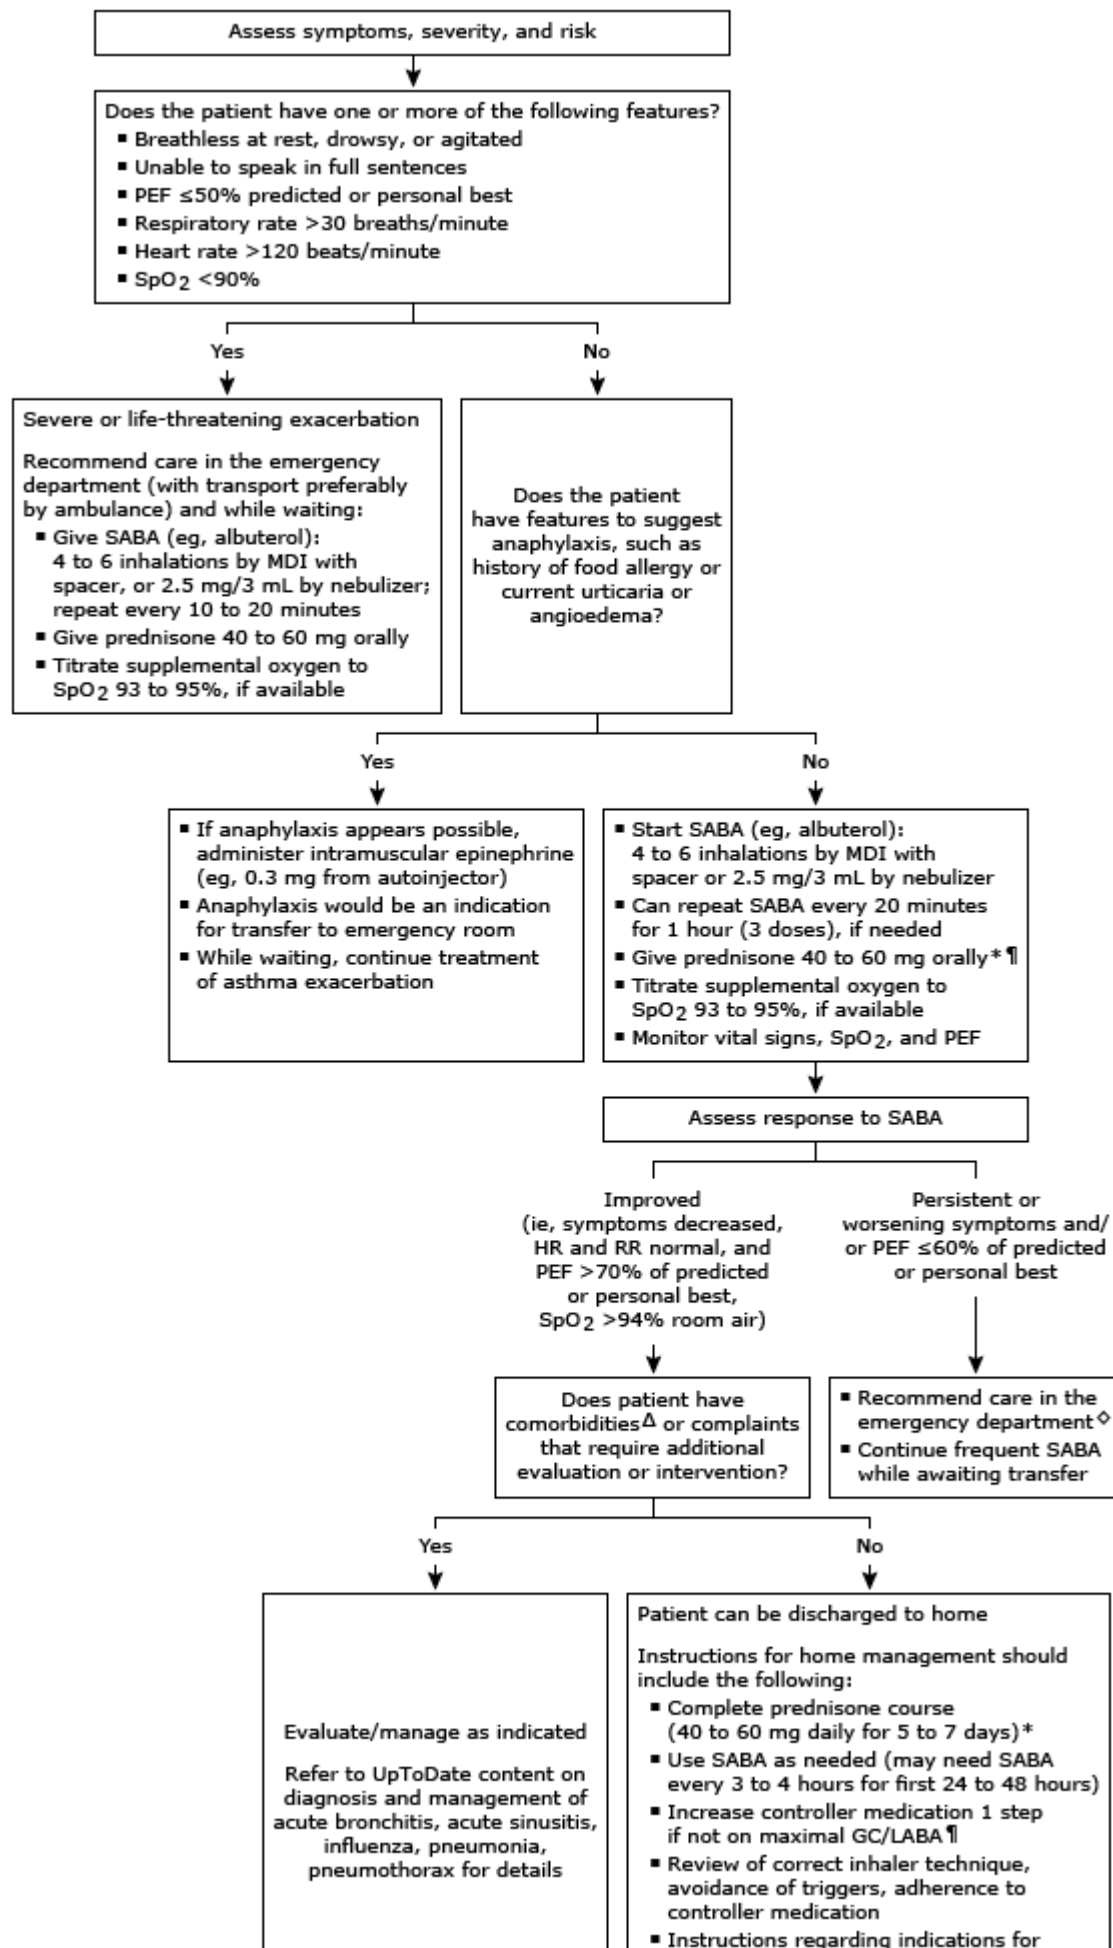 Assess symptoms, severity, and risk
Does the patient have one or more of the following features?
▪ Breathless at rest, drowsy, or agitated
▪ Unable to speak in full sentences
▪ PEF ≤50% predicted or personal best
▪ Respiratory rate >30 breaths/minute
▪ Heart rate >120 beats/minute
▪ SpO2 <90%
Yes
No
Severe or life-threatening exacerbation
Recommend care in the emergency
department (with transport preferably
by ambulance) and while waiting:
▪ Give SABA (eg, albuterol):
4 to 6 inhalations by MDI with
spacer, or 2.5 mg/3 mL by nebulizer;
repeat every 10 to 20 minutes
▪ Give prednisone 40 to 60 mg orally
▪ Titrate supplemental oxygen to
SpO2 93 to 95%, if available
Does the patient
have features to suggest
anaphylaxis, such as
history of food allergy or
current urticaria or
angioedema?
Yes
No
▪ If anaphylaxis appears possible,
administer intramuscular epinephrine
(eg, 0.3 mg from autoinjector)
▪ Anaphylaxis would be an indication
for transfer to emergency room
▪ While waiting, continue treatment
of asthma exacerbation
▪ Start SABA (eg, albuterol):
4 to 6 inhalations by MDI with
spacer or 2.5 mg/3 mL by nebulizer
▪ Can repeat SABA every 20 minutes
for 1 hour (3 doses), if needed
▪ Give prednisone 40 to 60 mg orally*¶
▪ Titrate supplemental oxygen to
SpO2 93 to 95%, if available
▪ Monitor vital signs, SpO2, and PEF
Assess response to SABA
Improved
(ie, symptoms decreased,
HR and RR normal, and
PEF >70% of predicted
or personal best,
SpO2 >94% room air)
Persistent or
worsening symptoms and/
or PEF ≤60% of predicted
or personal best
Does patient have
comorbiditiesΔ or complaints
that require additional
evaluation or intervention?
▪ Recommend care in the
emergency department◇
▪ Continue frequent SABA
while awaiting transfer
Yes
No
Evaluate/manage as indicated
Refer to UpToDate content on
diagnosis and management of
acute bronchitis, acute sinusitis,
influenza, pneumonia,
pneumothorax for details
Patient can be discharged to home
Instructions for home management should
include the following:
▪ Complete prednisone course
(40 to 60 mg daily for 5 to 7 days)*
▪ Use SABA as needed (may need SABA
every 3 to 4 hours for first 24 to 48 hours)
▪ Increase controller medication 1 step
if not on maximal GC/LABA¶
▪ Review of correct inhaler technique,
avoidance of triggers, adherence to
controller medication
▪ Instructions regarding indications for